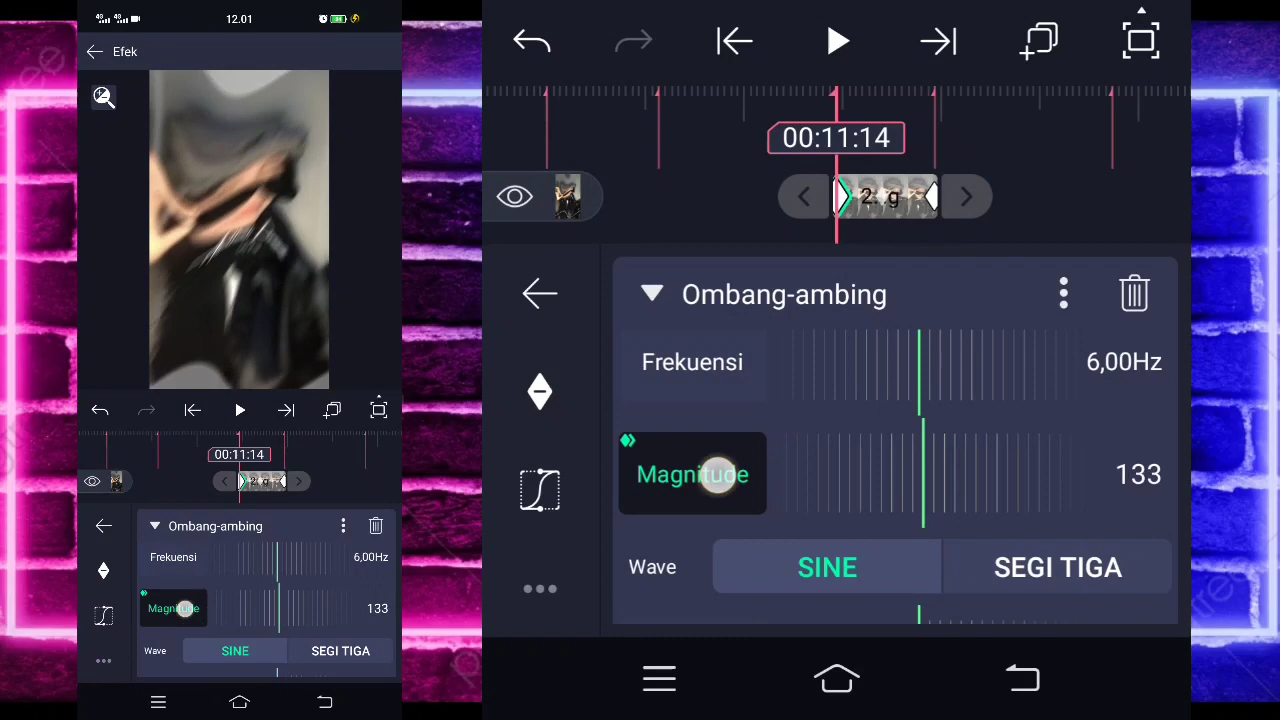 12.01
Efek
00:11:14
Ombang-ambing
Frekuensi
6,00Hz
Magnitude
133
Wave
SINE
SEGI TIGA
00:11:14
2...g
Ombang-ambing
Frekuensi
6,00Hz
Magnitude
133
Wave
SINE
SEGI TIGA